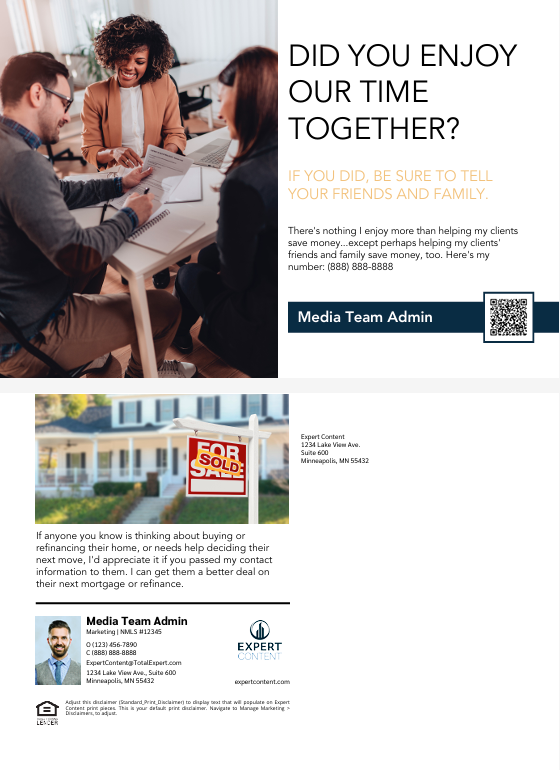 DID YOU ENJOY
OUR TIME
TOGETHER?
IF YOU DID, BE SURE TO TELL
YOUR FRIENDS AND FAMILY.
There's nothing I enjoy more than helping my clients
save money...except perhaps helping my clients'
friends and family save money, too. Here's my
number: (888) 888-8888
Media Team Admin
FOR
SOLD
SALE
Expert Content
1234 Lake View Ave.
Suite 600
Minneapolis, MN 55432
If anyone you know is thinking about buying or
refinancing their home, or needs help deciding their
next move, I'd appreciate it if you passed my contact
information to them. I can get them a better deal on
their next mortgage or refinance.
Media Team Admin
Marketing | NMLS #12345
O (123) 456-7890
C (888) 888-8888
ExpertContent@TotalExpert.com
1234 Lake View Ave., Suite 600
Minneapolis, MN 55432
EXPERT
CONTENT
expertcontent.com
LENDER
Adjust this disclaimer (Standard_Print_Disclaimer) to display text that will populate on Expert
Content print pieces. This is your default print disclaimer. Navigate to Manage Marketing >
Disclaimers, to adjust.